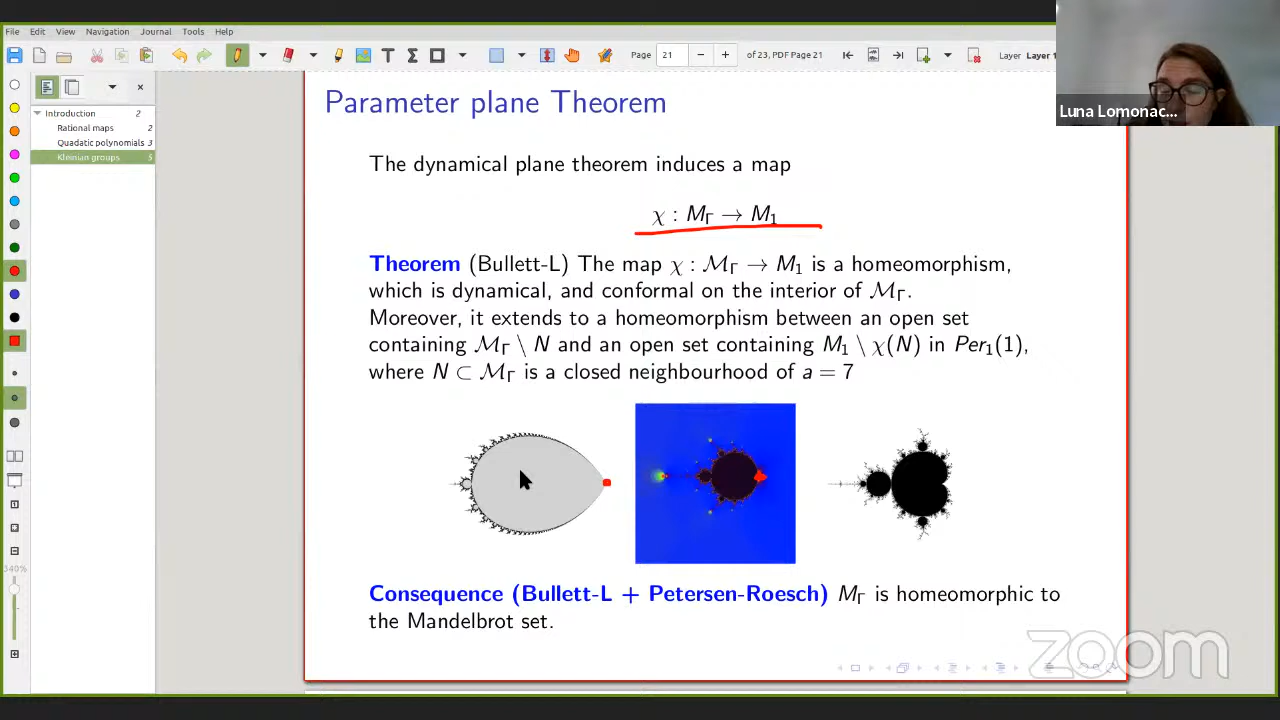 File Edit View Navigation Journal Tools Help
Page 21 of 23, PDF Page 21 Layer Layer 1
Luna Lomonac...
Introduction 2
Rational maps 2
Quadatic polynomials 3
Kleinian groups 5
340%
Parameter plane Theorem
The dynamical plane theorem induces a map
χ : M_Γ → M_1
Theorem (Bullett-L) The map χ : ℳ_Γ → M_1 is a homeomorphism,
which is dynamical, and conformal on the interior of ℳ_Γ.
Moreover, it extends to a homeomorphism between an open set
containing ℳ_Γ \ N and an open set containing M_1 \ χ(N) in Per_1(1),
where N ⊂ ℳ_Γ is a closed neighbourhood of a = 7
Consequence (Bullett-L + Petersen-Roesch) M_Γ is homeomorphic to
the Mandelbrot set.
zoom